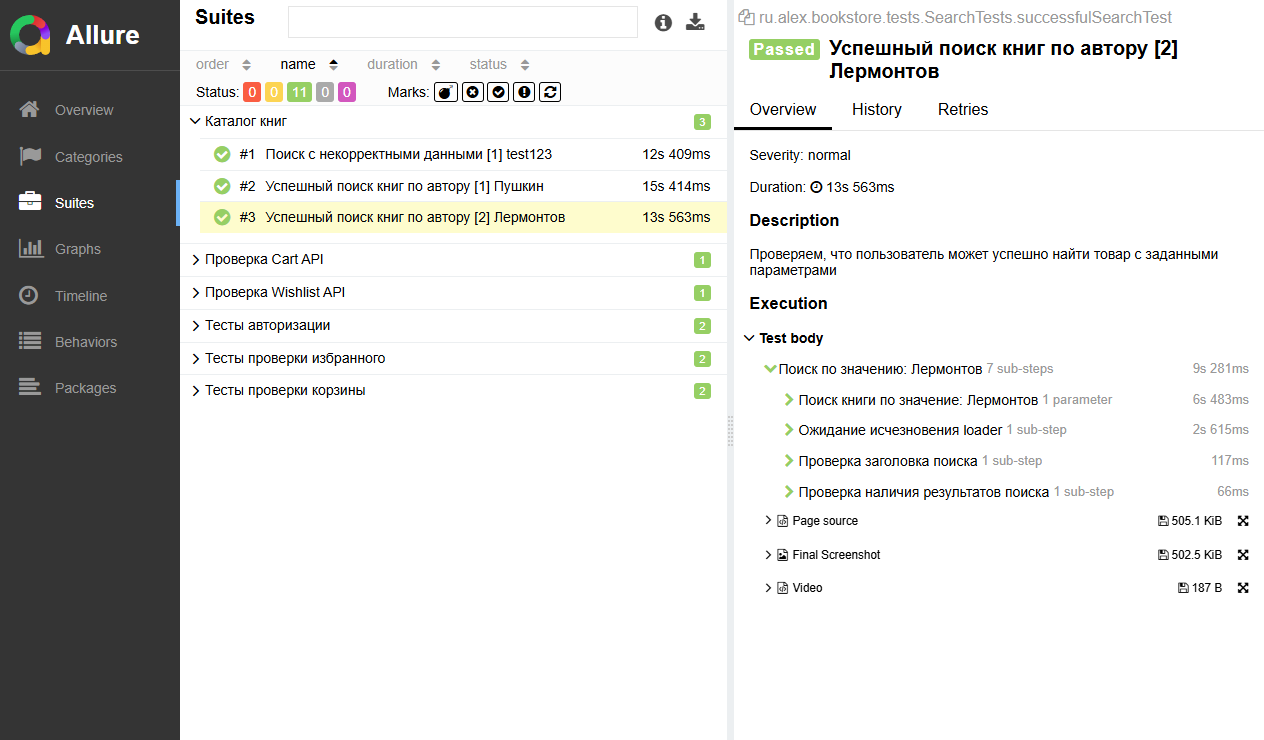 Allure
Overview
Categories
Suites
Graphs
Timeline
Behaviors
Packages
Suites
order name duration status
Status: 0 0 11 0 0 Marks:
Каталог книг 3
#1 Поиск с некорректными данными [1] test123 12s 409ms
#2 Успешный поиск книг по автору [1] Пушкин 15s 414ms
#3 Успешный поиск книг по автору [2] Лермонтов 13s 563ms
Проверка Cart API 1
Проверка Wishlist API 1
Тесты авторизации 2
Тесты проверки избранного 2
Тесты проверки корзины 2
ru.alex.bookstore.tests.SearchTests.successfulSearchTest
Passed Успешный поиск книг по автору [2]
Лермонтов
Overview History Retries
Severity: normal
Duration: 13s 563ms
Description
Проверяем, что пользователь может успешно найти товар с заданными
параметрами
Execution
Test body
Поиск по значению: Лермонтов 7 sub-steps 9s 281ms
Поиск книги по значение: Лермонтов 1 parameter 6s 483ms
Ожидание исчезновения loader 1 sub-step 2s 615ms
Проверка заголовка поиска 1 sub-step 117ms
Проверка наличия результатов поиска 1 sub-step 66ms
Page source 505.1 KiB
Final Screenshot 502.5 KiB
Video 187 B